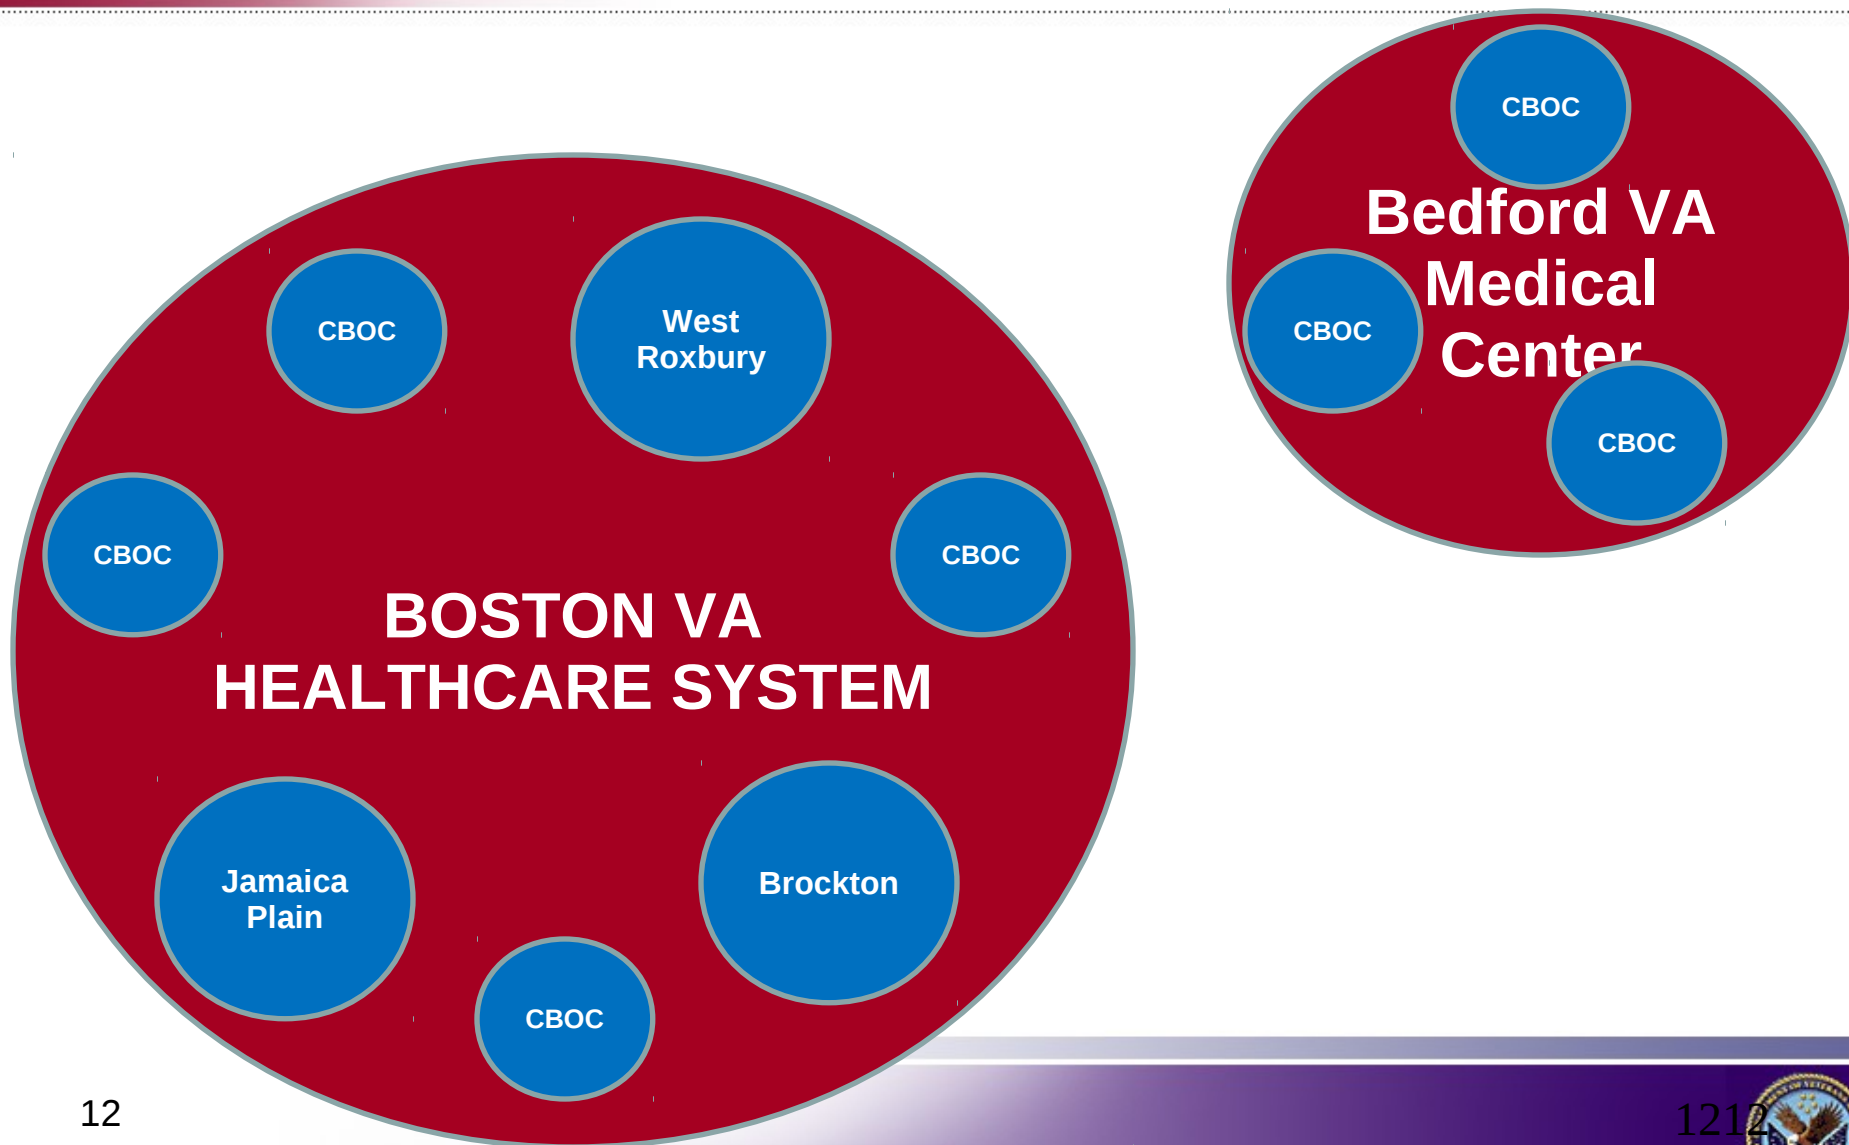 CBOC
Bedford VA
Medical
Center
CBOC
CBOC
CBOC
West
Roxbury
CBOC
CBOC
BOSTON VA
HEALTHCARE SYSTEM
Jamaica
Plain
Brockton
CBOC
12
1212